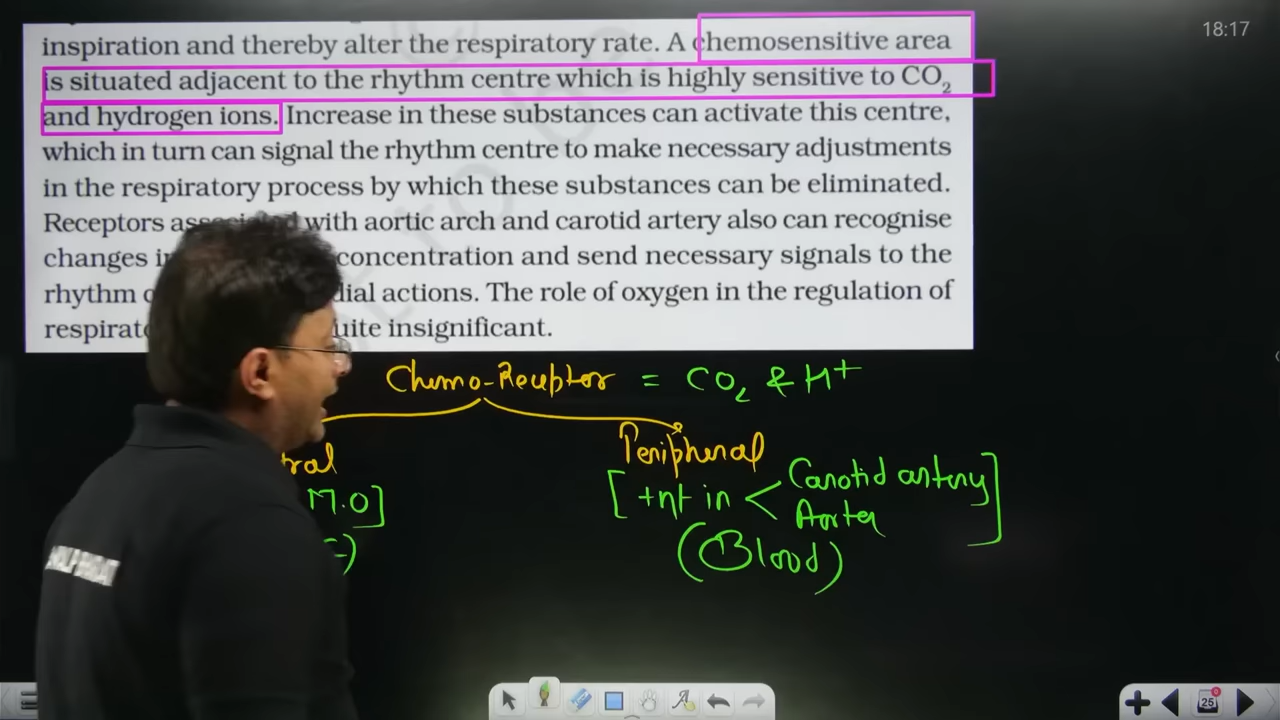 18:17
inspiration and thereby alter the respiratory rate. A chemosensitive area
is situated adjacent to the rhythm centre which is highly sensitive to CO2
and hydrogen ions. Increase in these substances can activate this centre,
which in turn can signal the rhythm centre to make necessary adjustments
in the respiratory process by which these substances can be eliminated.
Receptors with aortic arch and carotid artery also can recognise
changes concentration and send necessary signals to the
rhythm actions. The role of oxygen in the regulation of
insignificant.
Chemo-Receptor = CO2 & H+
Peripheral
M.O]
[+nt in < Carotid artery
Aorta]
(Blood)
25